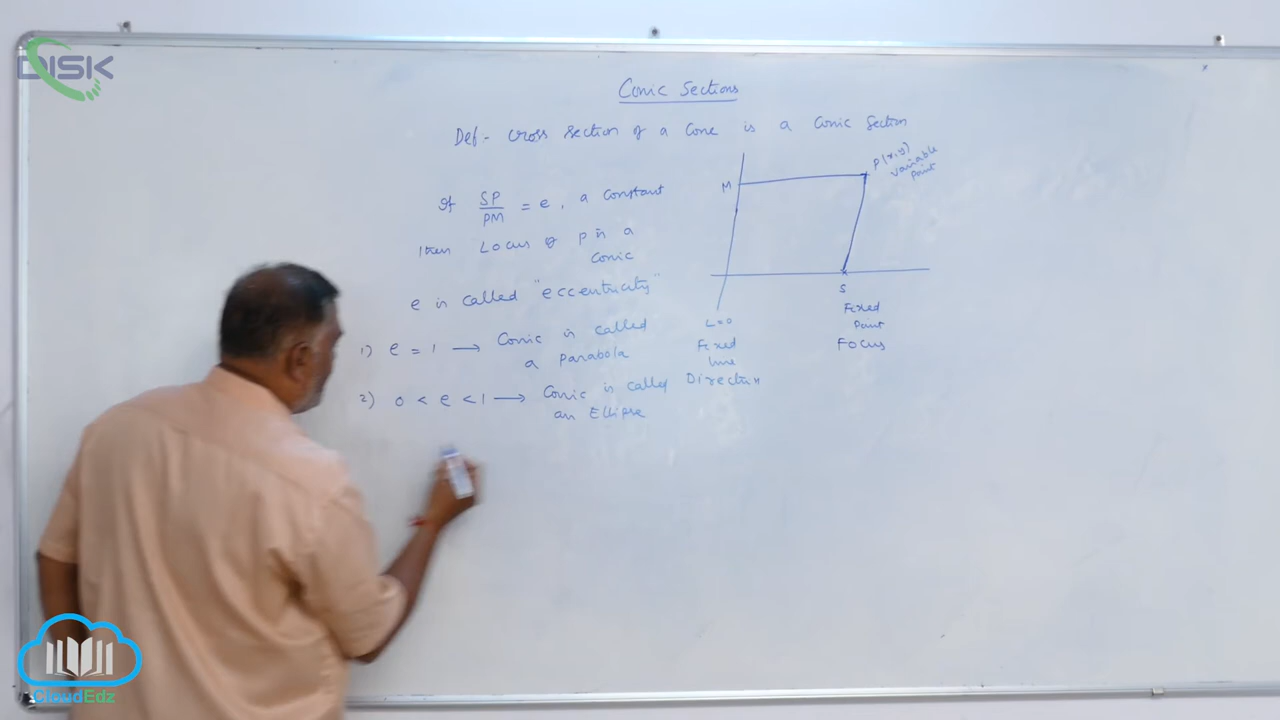 DISK
Conic Sections
Def - Cross section of a Cone is a Conic Section
If SP/PM = e, a constant
then Locus of P is a
Conic
e is called "eccentricity"
1) e = 1 → Conic is called
a parabola
2) 0 < e < 1 → Conic is called
an Ellipse
M
P(x,y)
Variable
point
S
Fixed
Point
Focus
L=0
Fixed
line
Directrix
CloudEdz